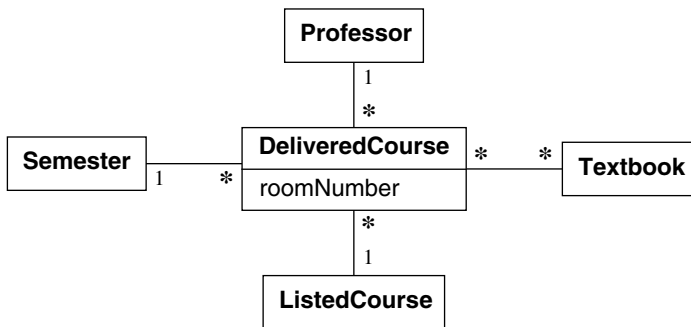 Professor
1
*
DeliveredCourse
Semester
1
*
roomNumber
*
*
Textbook
*
1
ListedCourse